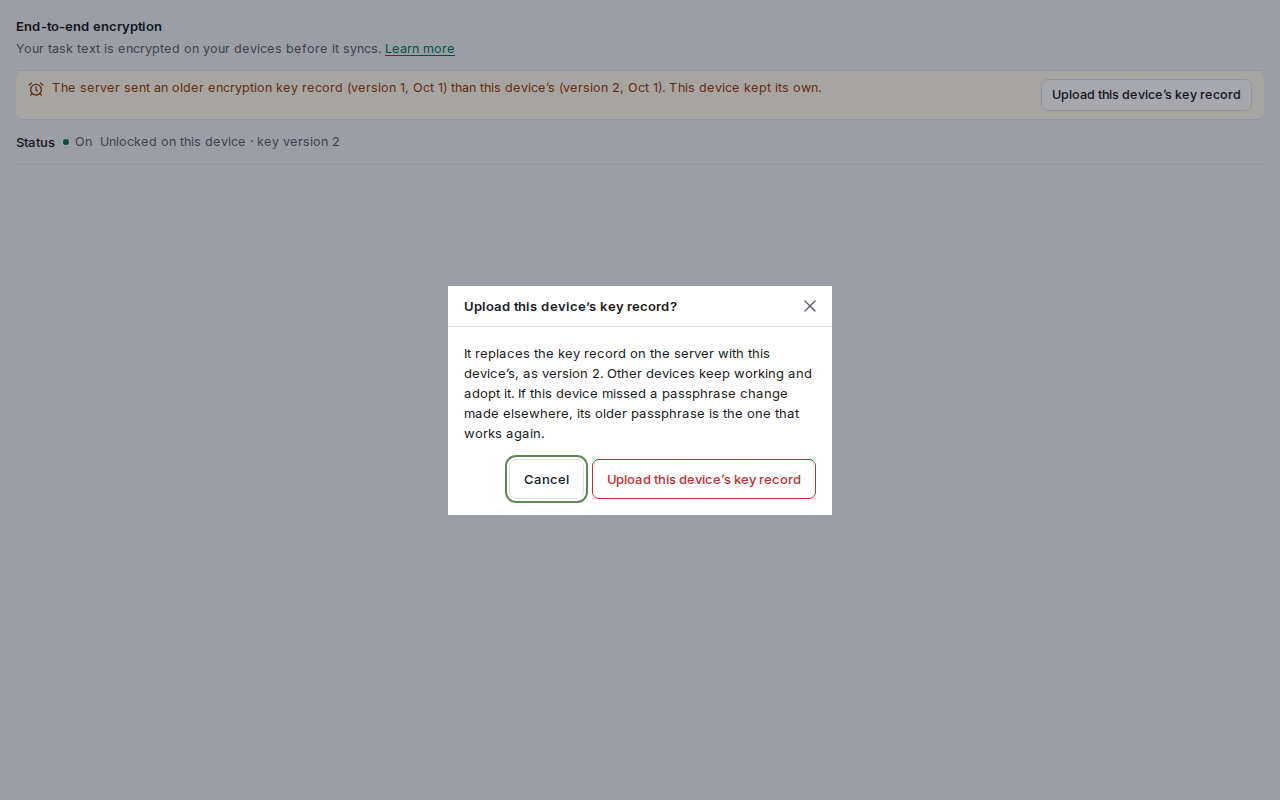 End-to-end encryption
Your task text is encrypted on your devices before it syncs. Learn more
The server sent an older encryption key record (version 1, Oct 1) than this device’s (version 2, Oct 1). This device kept its own.
Upload this device’s key record
Status On Unlocked on this device · key version 2
Upload this device’s key record?
It replaces the key record on the server with this
device’s, as version 2. Other devices keep working and
adopt it. If this device missed a passphrase change
made elsewhere, its older passphrase is the one that
works again.
Cancel
Upload this device’s key record